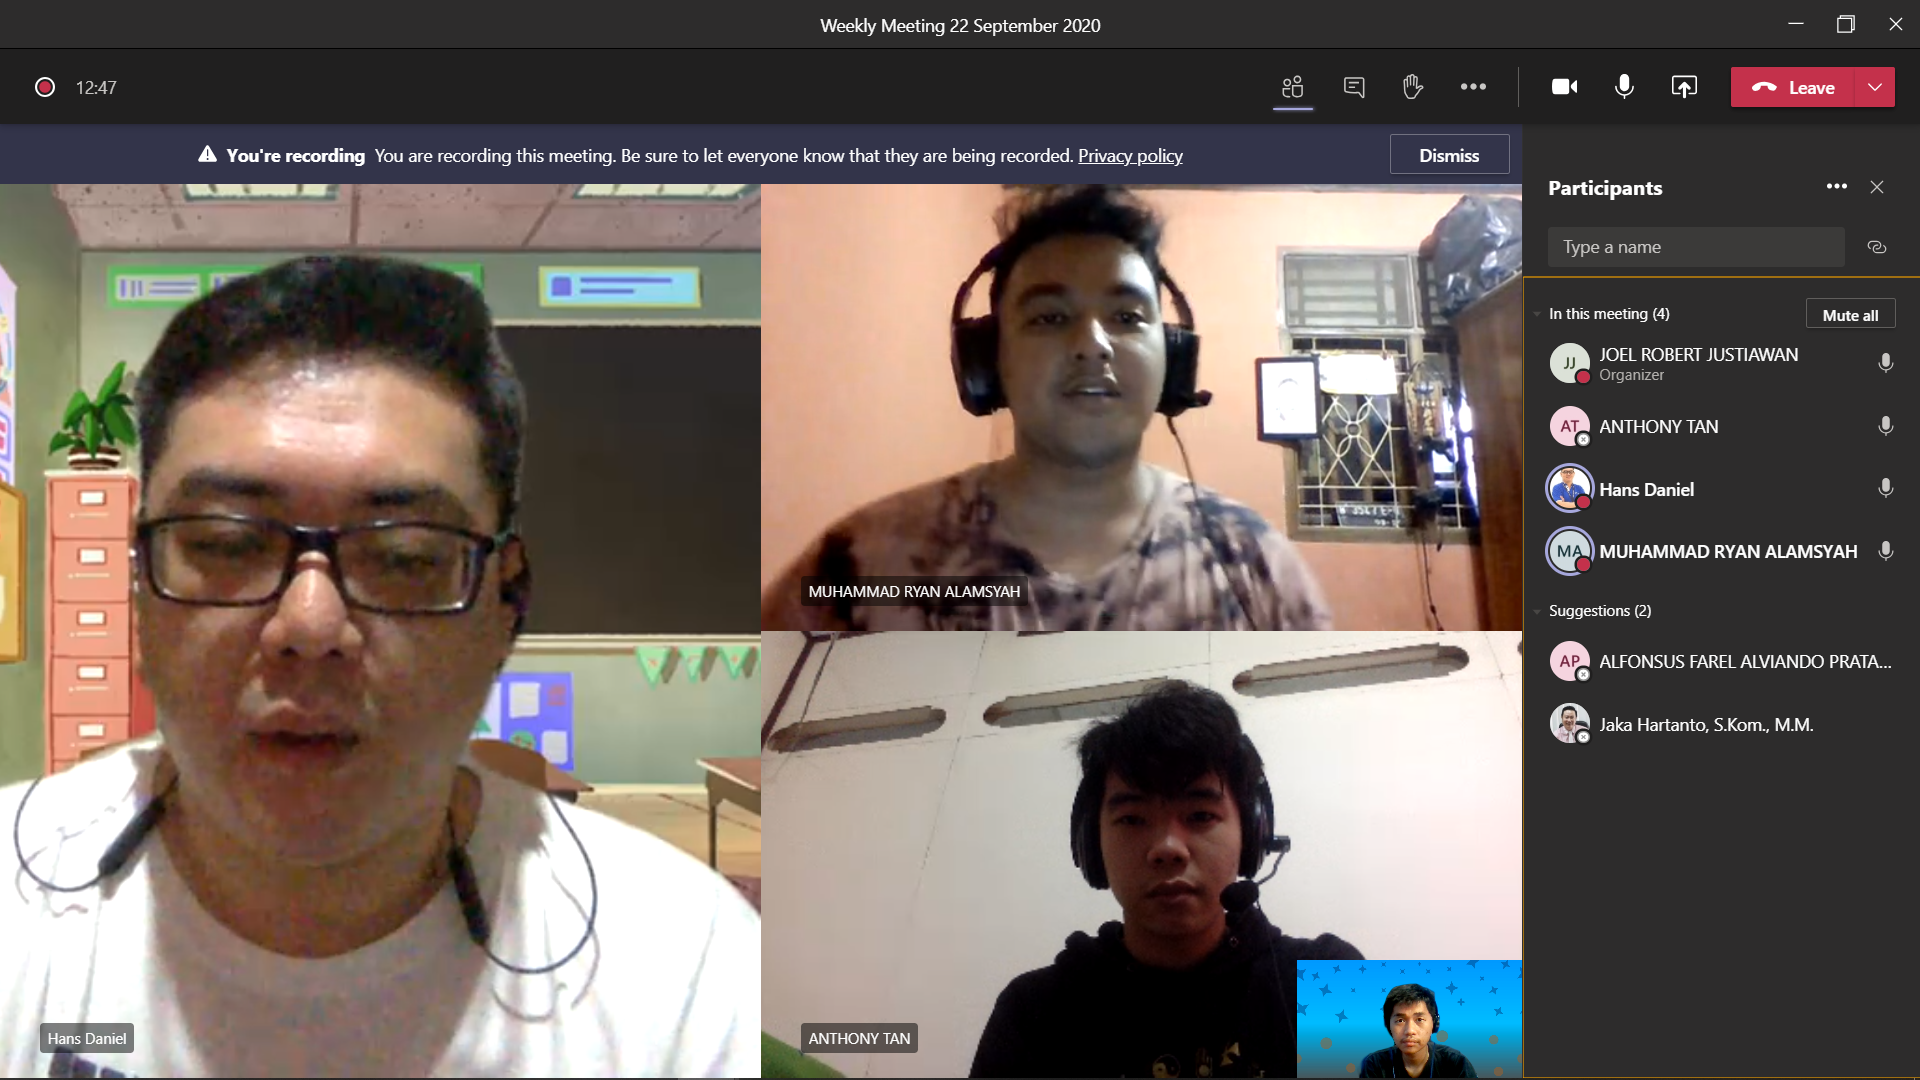 Weekly Meeting 22 September 2020
12:47
Leave
You're recording You are recording this meeting. Be sure to let everyone know that they are being recorded. Privacy policy
Dismiss
Hans Daniel
MUHAMMAD RYAN ALAMSYAH
ANTHONY TAN
Participants
Type a name
In this meeting (4)
Mute all
JJ
JOEL ROBERT JUSTIAWAN
Organizer
AT
ANTHONY TAN
Hans Daniel
MA
MUHAMMAD RYAN ALAMSYAH
Suggestions (2)
AP
ALFONSUS FAREL ALVIANDO PRATA...
Jaka Hartanto, S.Kom., M.M.